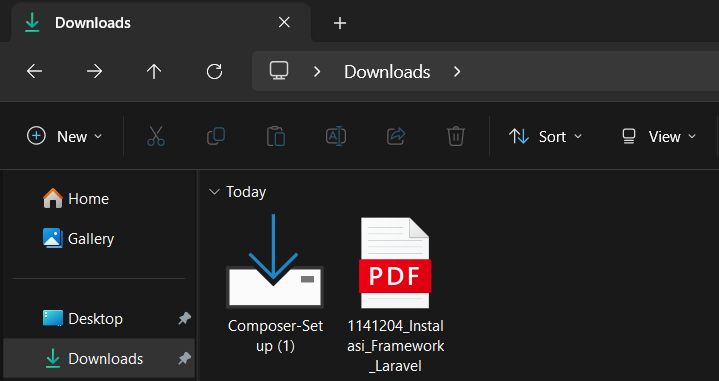 Downloads
Downloads
New
Sort
View
Home
Gallery
Desktop
Downloads
Today
Composer-Set
up (1)
PDF
1141204_Instal
asi_Framework
_Laravel